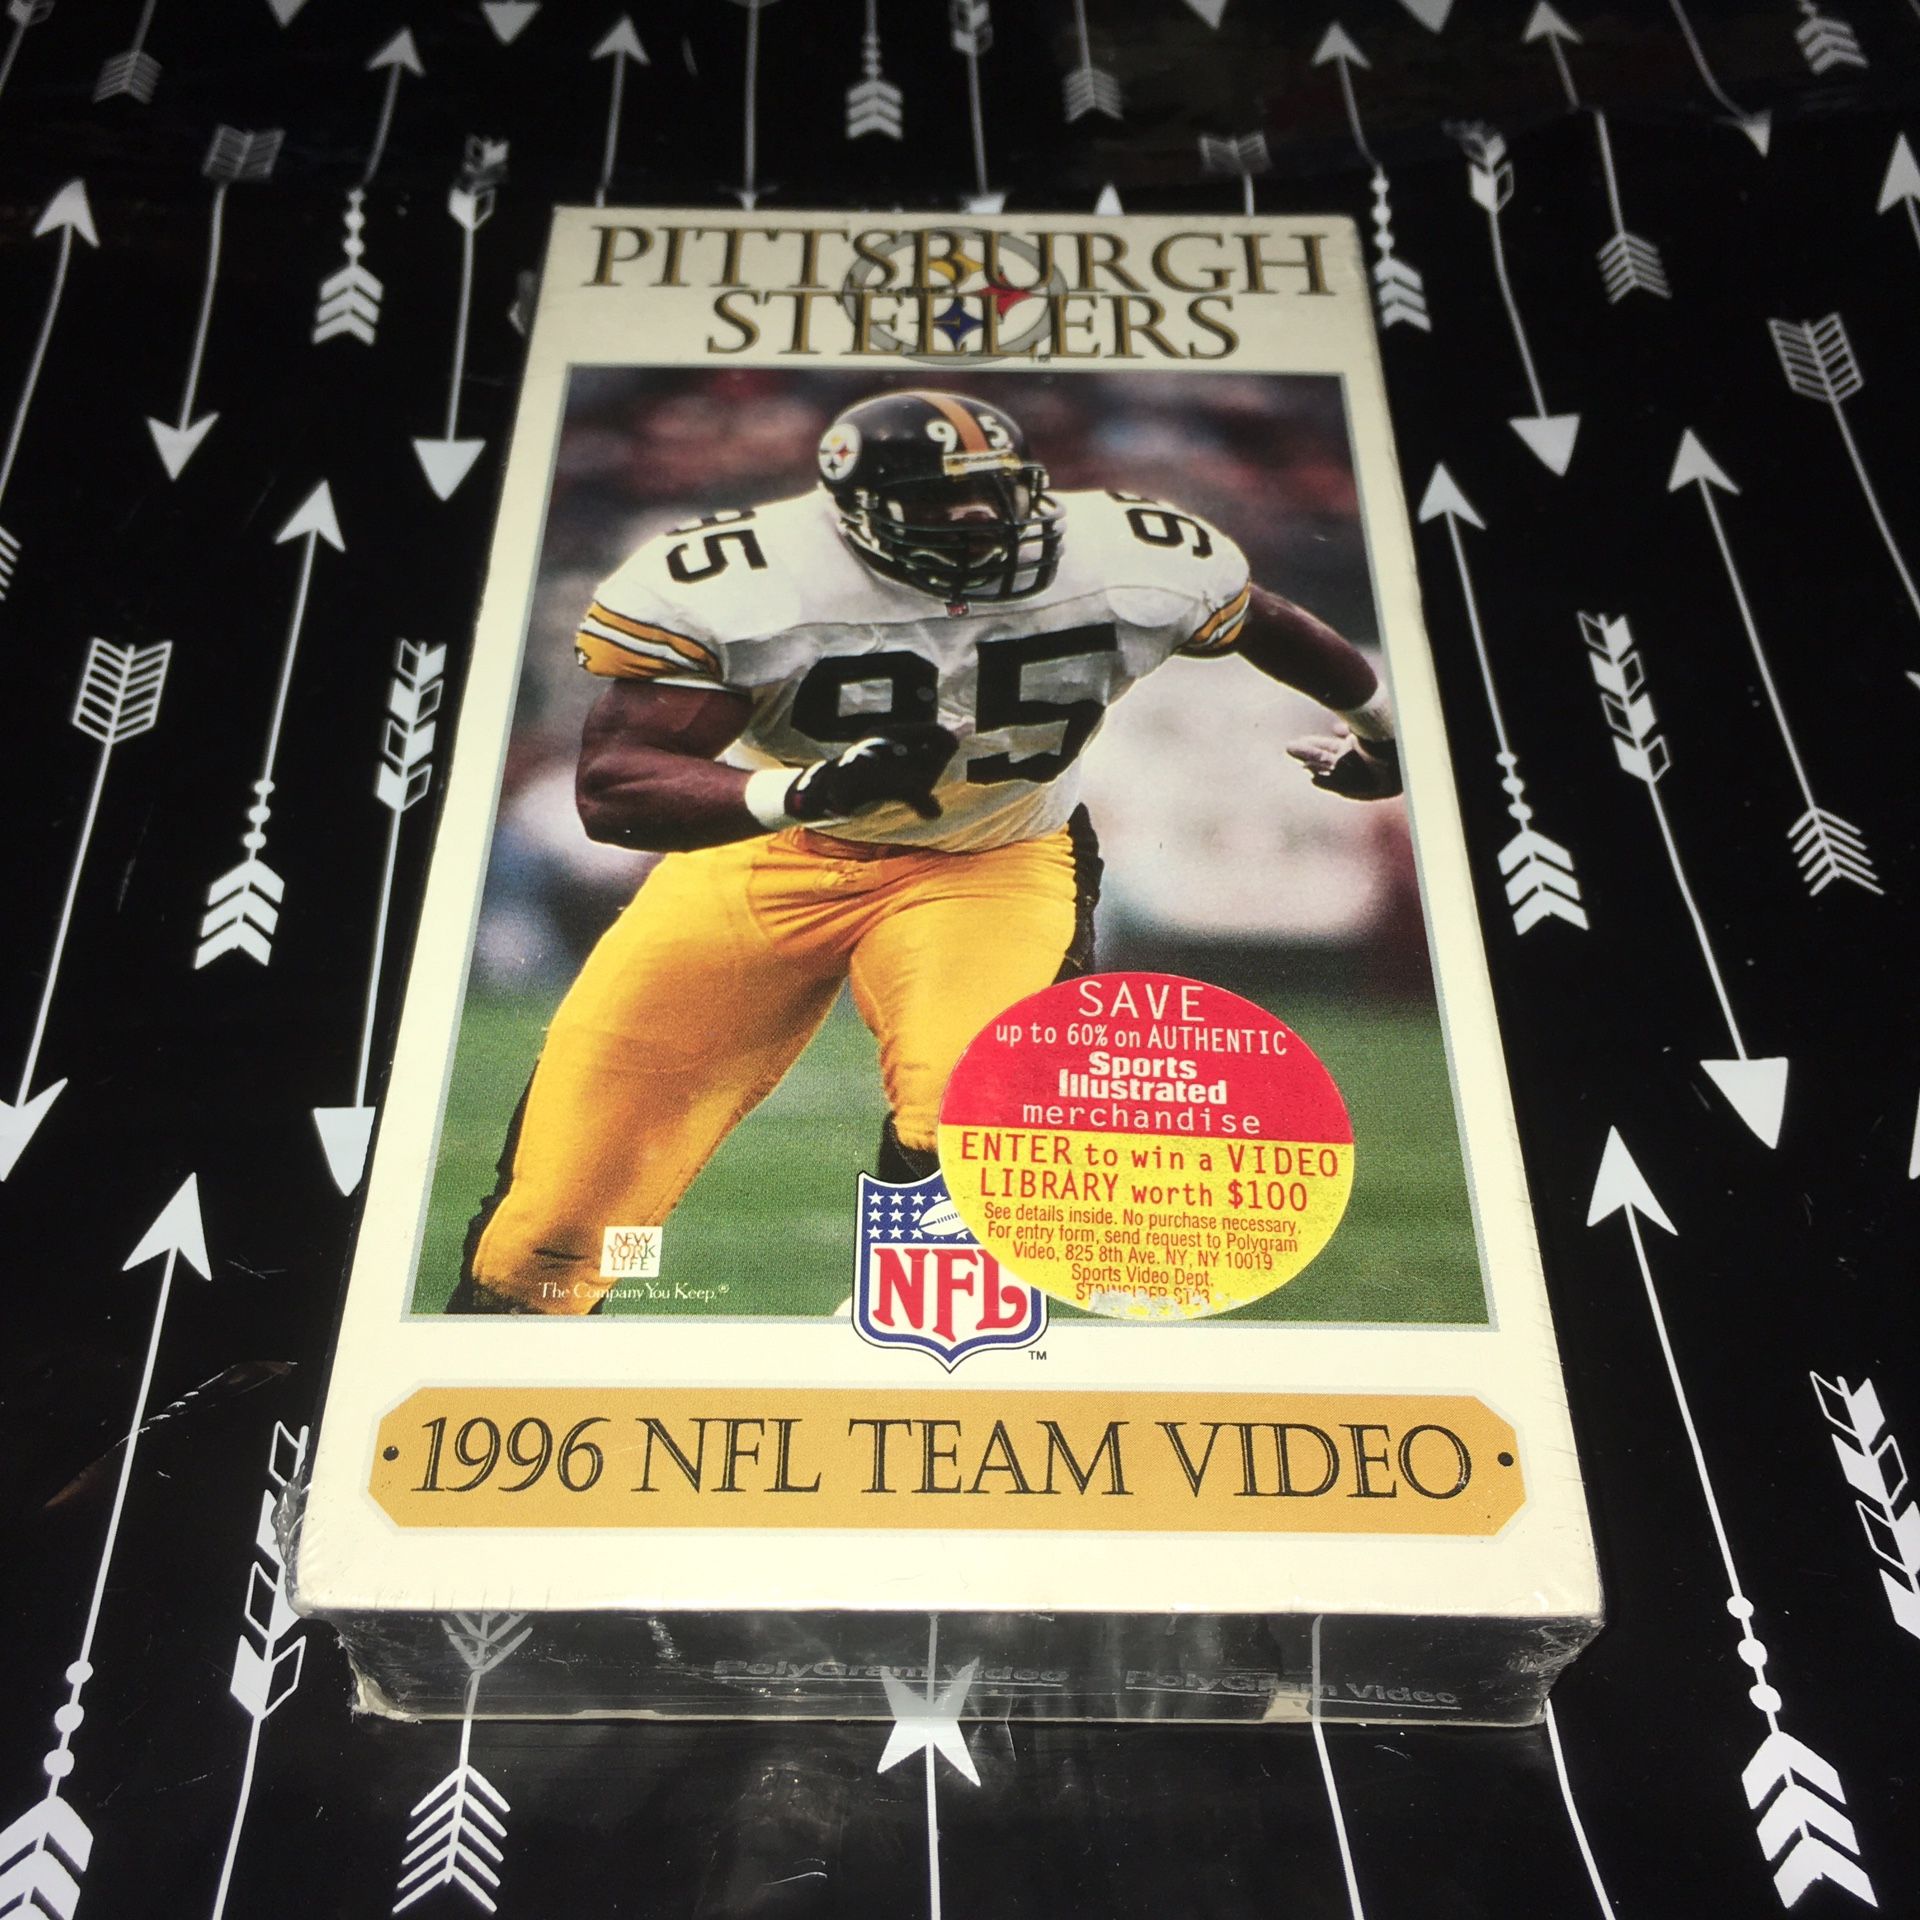 PITTSBURGH
STEELERS
95
95
95
95
SAVE
up to 60% on AUTHENTIC
Sports
Illustrated
merchandise
ENTER to win a VIDEO
LIBRARY worth $100
See details inside. No purchase necessary.
For entry form, send request to Polygram
Video, 825 8th Ave. NY, NY 10019
Sports Video Dept.
NEW
YORK
LIFE
The Company You Keep.®
NFL
TM
• 1996 NFL TEAM VIDEO •
PolyGram Video PolyGram Video